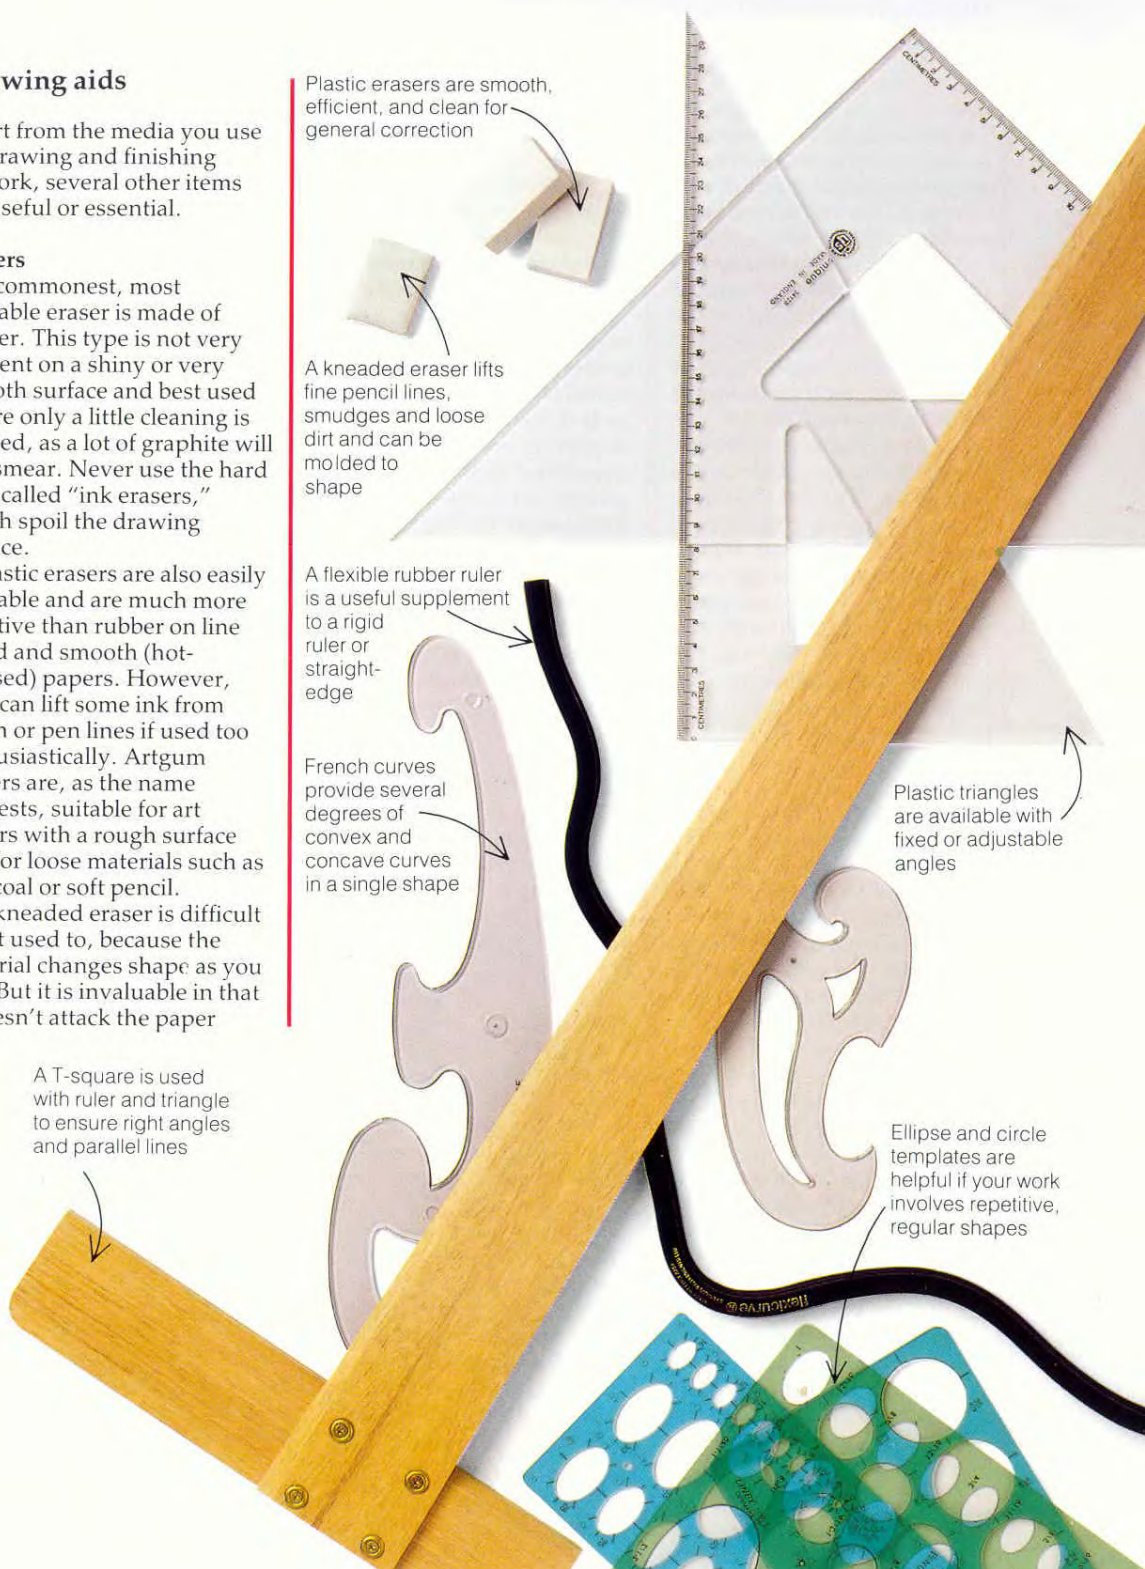 wing aids
rt from the media you use
rawing and finishing
ork, several other items
seful or essential.
ers
commonest, most
able eraser is made of
er. This type is not very
ent on a shiny or very
oth surface and best used
re only a little cleaning is
ed, as a lot of graphite will
smear. Never use the hard
called "ink erasers,"
h spoil the drawing
ce.
astic erasers are also easily
able and are much more
tive than rubber on line
d and smooth (hot-
sed) papers. However,
can lift some ink from
n or pen lines if used too
usiastically. Artgum
ers are, as the name
ests, suitable for art
rs with a rough surface
or loose materials such as
coal or soft pencil.
kneaded eraser is difficult
t used to, because the
rial changes shape as you
But it is invaluable in that
esn't attack the paper
Plastic erasers are smooth,
efficient, and clean for
general correction
A kneaded eraser lifts
fine pencil lines,
smudges and loose
dirt and can be
molded to
shape
A flexible rubber ruler
is a useful supplement
to a rigid
ruler or
straight-
edge
French curves
provide several
degrees of
convex and
concave curves
in a single shape
Plastic triangles
are available with
fixed or adjustable
angles
A T-square is used
with ruler and triangle
to ensure right angles
and parallel lines
Ellipse and circle
templates are
helpful if your work
involves repetitive,
regular shapes
CENTIMETRES
CENTIMETRES
MADE IN ENGLAND
flexicurve